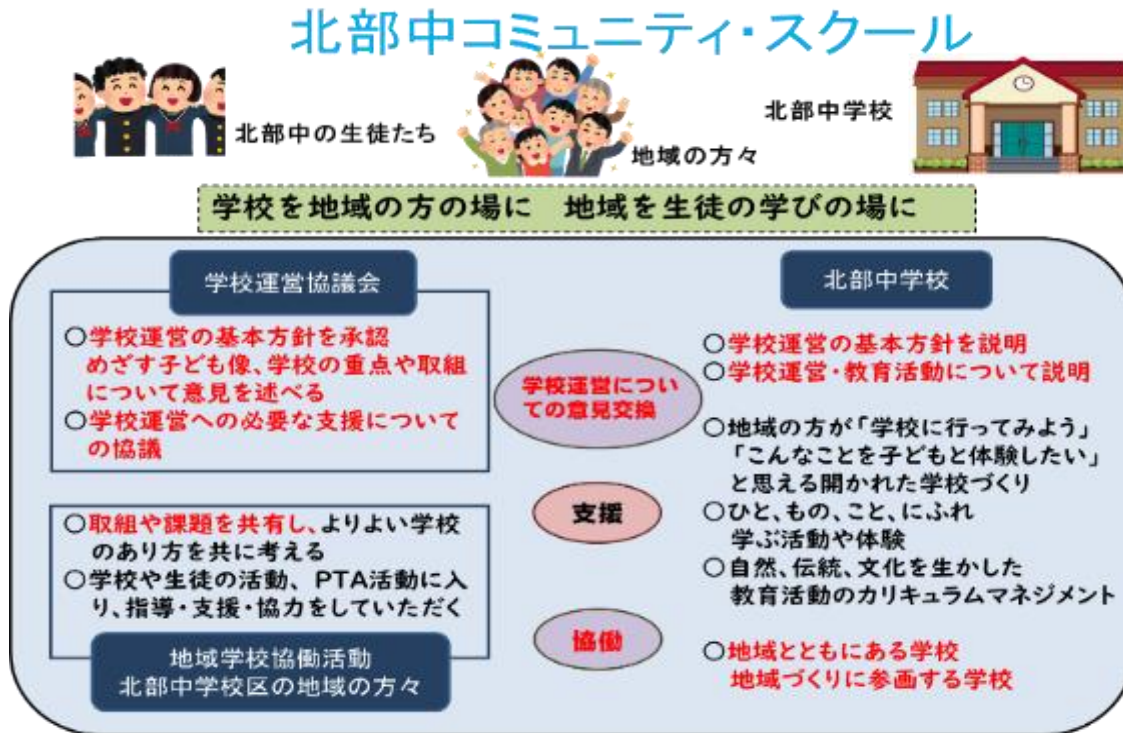 北部中コミュニティ・スクール
北部中の生徒たち
地域の方々
北部中学校
学校を地域の方の場に　地域を生徒の学びの場に
学校運営協議会
○学校運営の基本方針を承認
めざす子ども像、学校の重点や取組
について意見を述べる
○学校運営への必要な支援について
の協議
○取組や課題を共有し、よりよい学校
のあり方を共に考える
○学校や生徒の活動、PTA活動に入
り、指導・支援・協力をしていただく
地域学校協働活動
北部中学校区の地域の方々
学校運営につい
ての意見交換
支援
協働
北部中学校
○学校運営の基本方針を説明
○学校運営・教育活動について説明
○地域の方が「学校に行ってみよう」
「こんなことを子どもと体験したい」
と思える開かれた学校づくり
○ひと、もの、こと、にふれ
学ぶ活動や体験
○自然、伝統、文化を生かした
教育活動のカリキュラムマネジメント
○地域とともにある学校
地域づくりに参画する学校